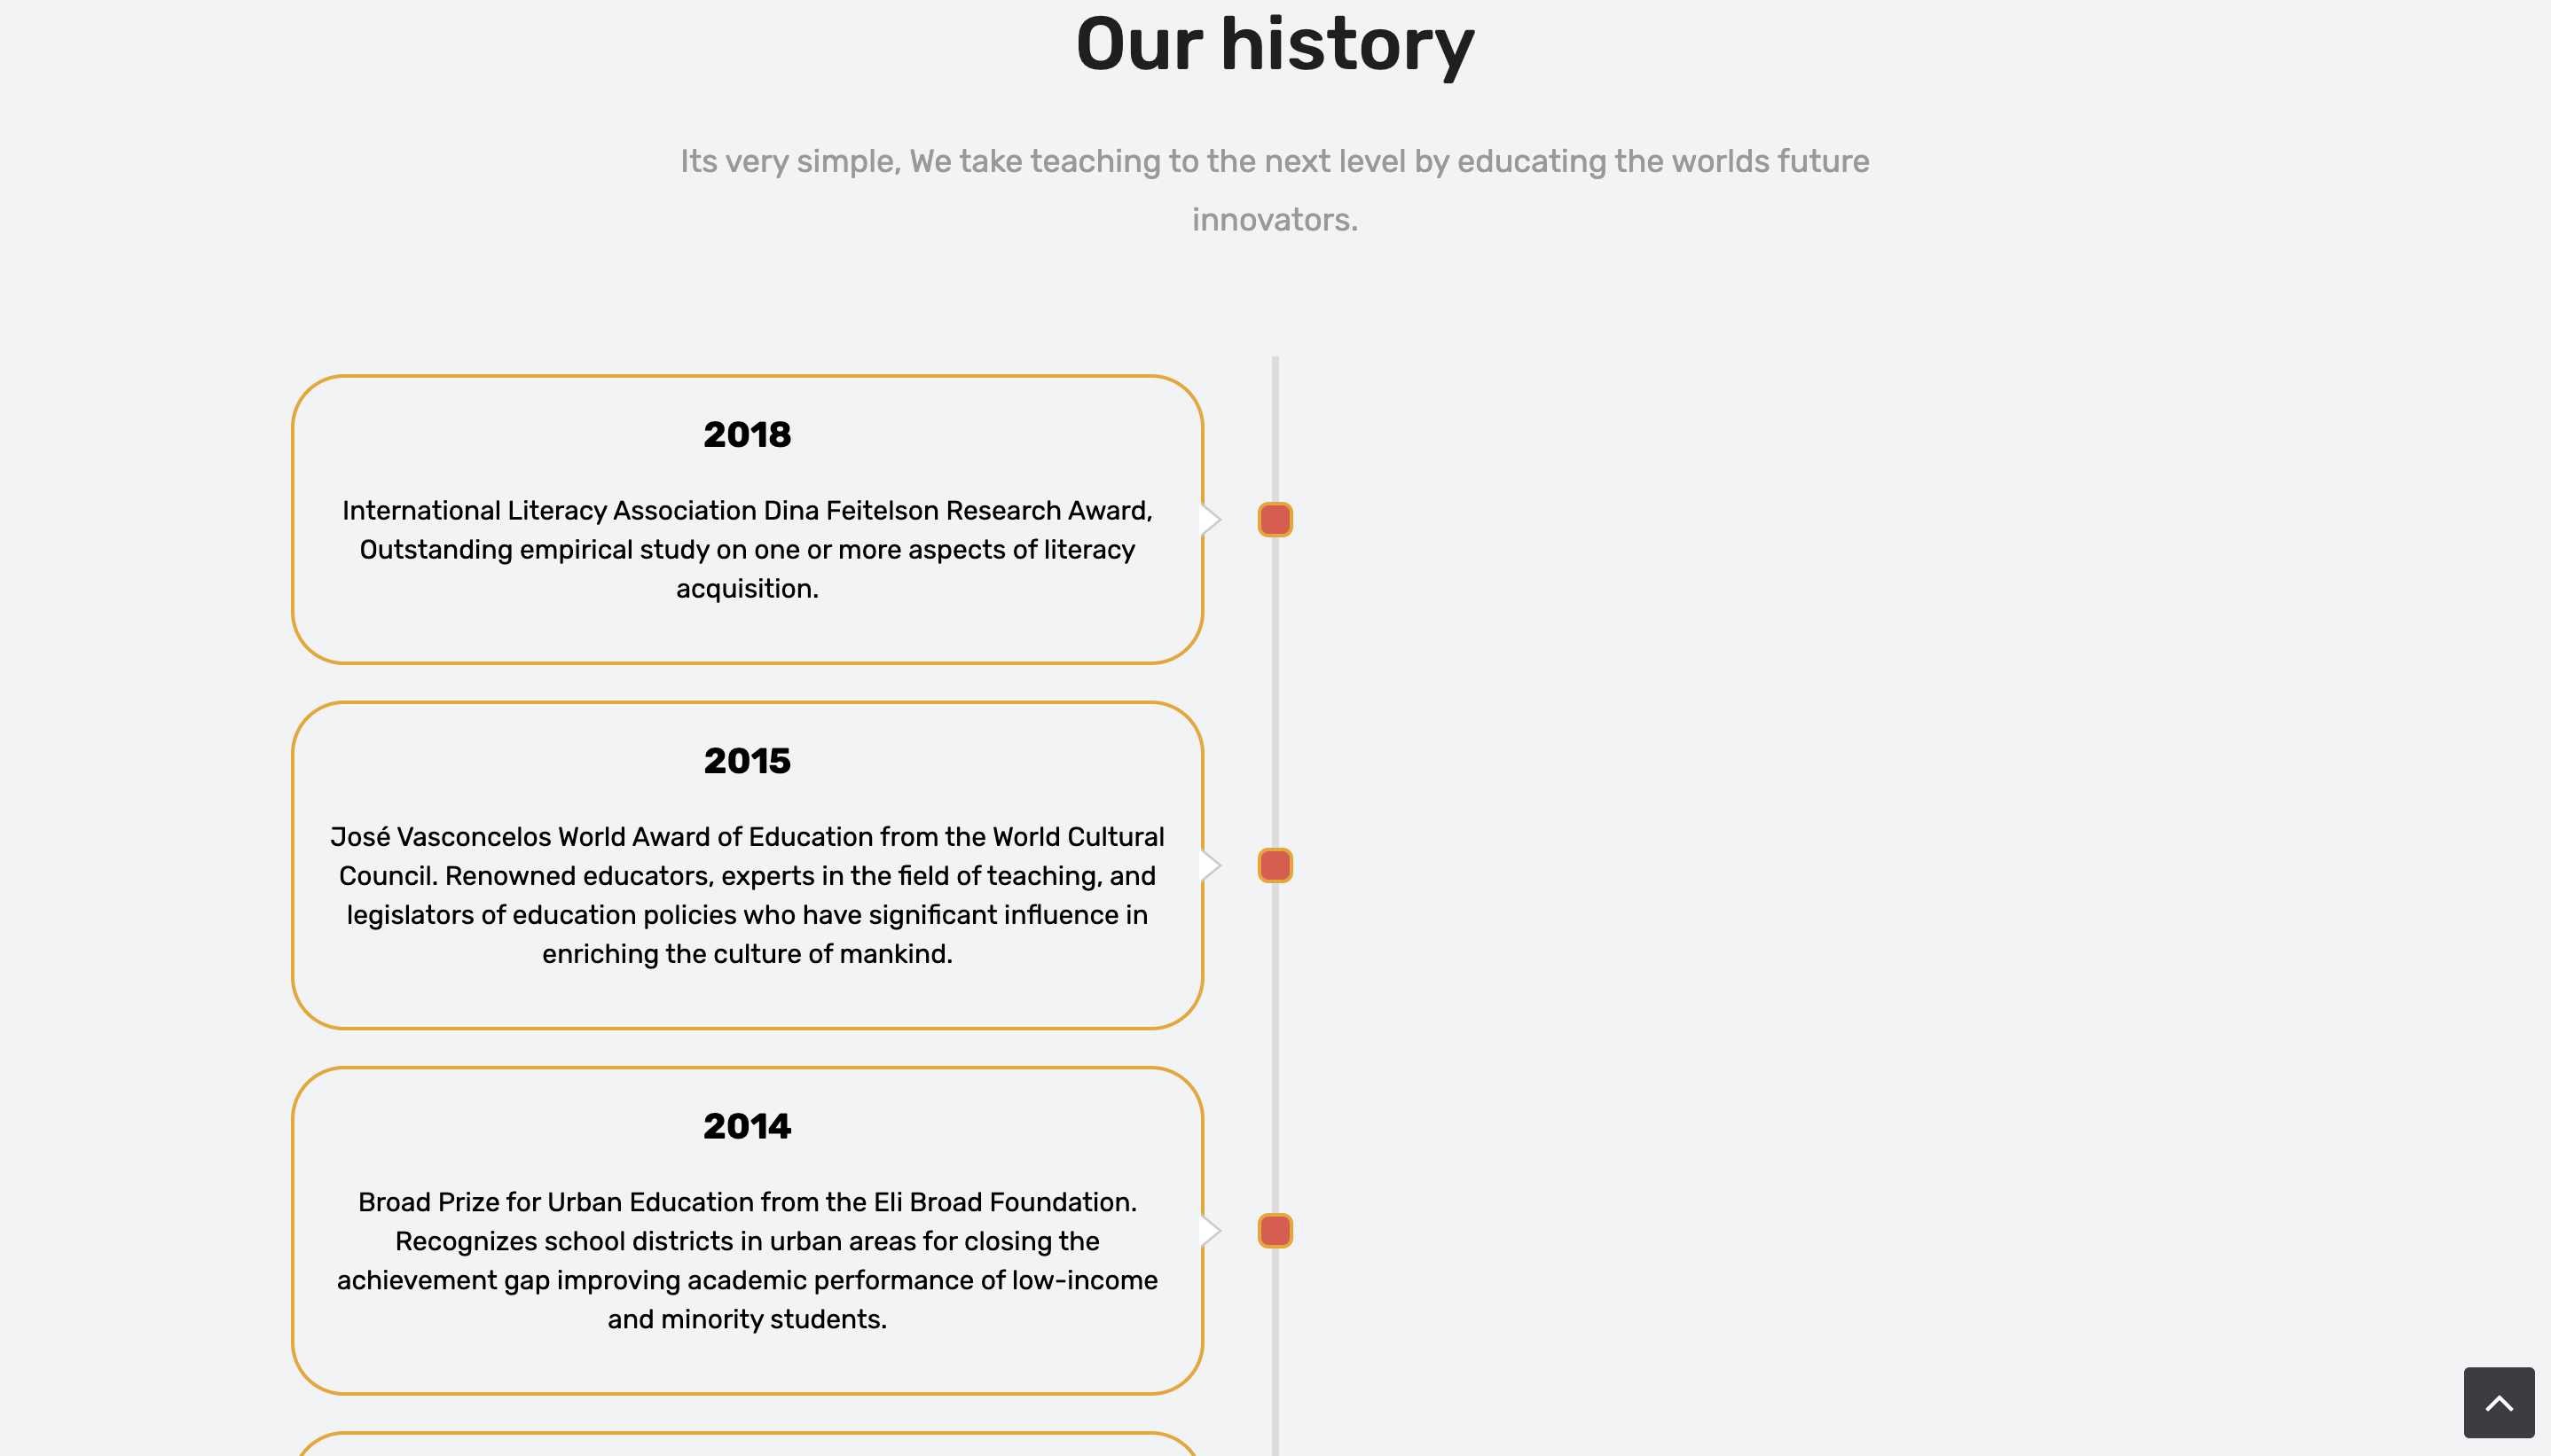 Our history
Its very simple, We take teaching to the next level by educating the worlds future
innovators.
2018
International Literacy Association Dina Feitelson Research Award,
Outstanding empirical study on one or more aspects of literacy
acquisition.
2015
José Vasconcelos World Award of Education from the World Cultural
Council. Renowned educators, experts in the field of teaching, and
legislators of education policies who have significant influence in
enriching the culture of mankind.
2014
Broad Prize for Urban Education from the Eli Broad Foundation.
Recognizes school districts in urban areas for closing the
achievement gap improving academic performance of low-income
and minority students.